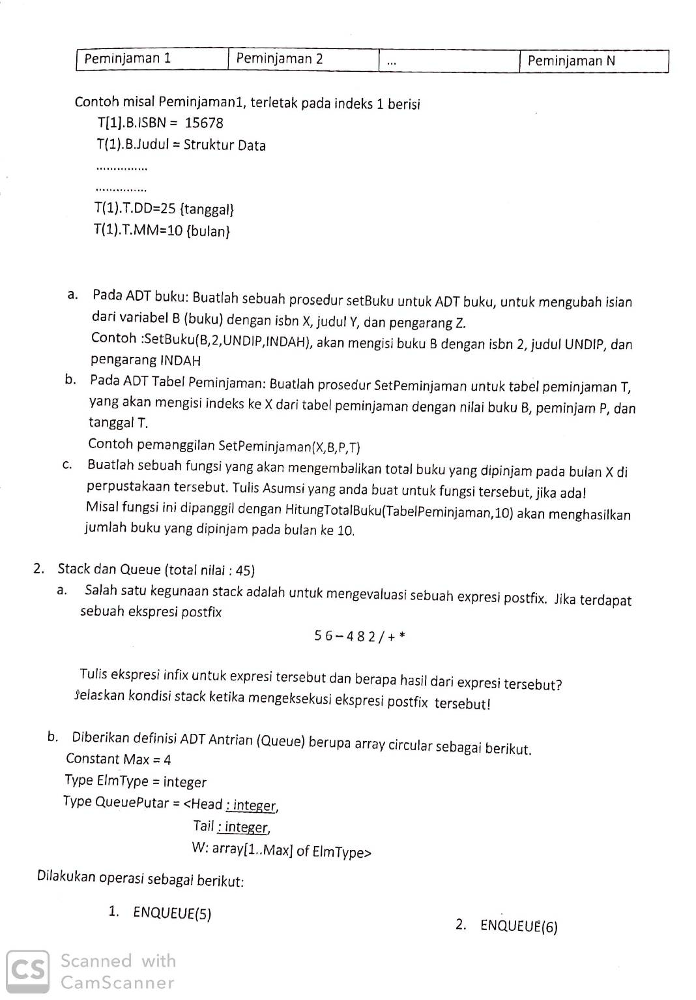 Peminjaman 1 Peminjaman 2 ... Peminjaman N
Contoh misal Peminjaman1, terletak pada indeks 1 berisi
T[1].B.ISBN = 15678
T(1).B.Judul = Struktur Data
...............
...............
T(1).T.DD=25 {tanggal}
T(1).T.MM=10 {bulan}
a. Pada ADT buku: Buatlah sebuah prosedur setBuku untuk ADT buku, untuk mengubah isian
dari variabel B (buku) dengan isbn X, judul Y, dan pengarang Z.
Contoh :SetBuku(B,2,UNDIP,INDAH), akan mengisi buku B dengan isbn 2, judul UNDIP, dan
pengarang INDAH
b. Pada ADT Tabel Peminjaman: Buatlah prosedur SetPeminjaman untuk tabel peminjaman T,
yang akan mengisi indeks ke X dari tabel peminjaman dengan nilai buku B, peminjam P, dan
tanggal T.
Contoh pemanggilan SetPeminjaman(X,B,P,T)
c. Buatlah sebuah fungsi yang akan mengembalikan total buku yang dipinjam pada bulan X di
perpustakaan tersebut. Tulis Asumsi yang anda buat untuk fungsi tersebut, jika ada!
Misal fungsi ini dipanggil dengan HitungTotalBuku(TabelPeminjaman,10) akan menghasilkan
jumlah buku yang dipinjam pada bulan ke 10.
2. Stack dan Queue (total nilai : 45)
a. Salah satu kegunaan stack adalah untuk mengevaluasi sebuah expresi postfix. Jika terdapat
sebuah ekspresi postfix
5 6 – 4 8 2 / + *
Tulis ekspresi infix untuk expresi tersebut dan berapa hasil dari expresi tersebut?
Jelaskan kondisi stack ketika mengeksekusi ekspresi postfix tersebut!
b. Diberikan definisi ADT Antrian (Queue) berupa array circular sebagai berikut.
Constant Max = 4
Type ElmType = integer
Type QueuePutar = <Head : integer,
Tail : integer,
W: array[1..Max] of ElmType>
Dilakukan operasi sebagai berikut:
1. ENQUEUE(5)
2. ENQUEUE(6)
CS Scanned with
CamScanner